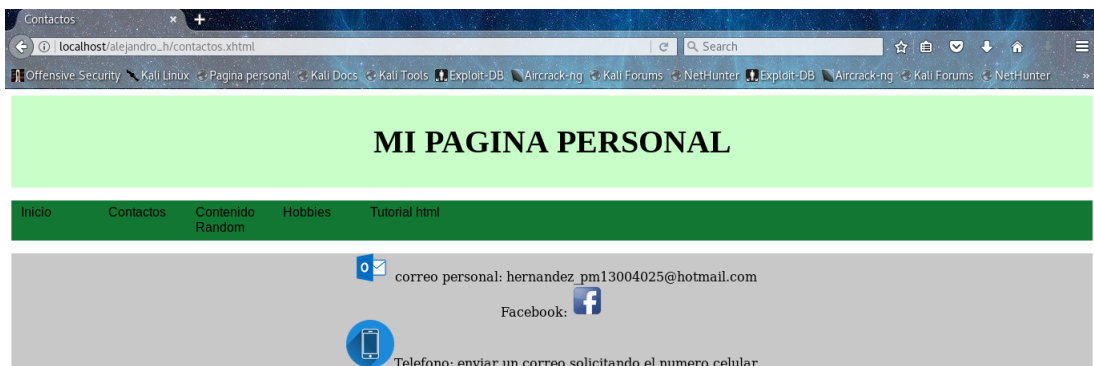 Contactos
localhost/alejandro_h/contactos.xhtml
Search
Offensive Security Kali Linux Pagina personal Kali Docs Kali Tools Exploit-DB Aircrack-ng Kali Forums NetHunter Exploit-DB Aircrack-ng Kali Forums NetHunter
MI PAGINA PERSONAL
Inicio Contactos Contenido Random Hobbies Tutorial html
correo personal: hernandez_pm13004025@hotmail.com
Facebook:
Telefono: enviar un correo solicitando el numero celular